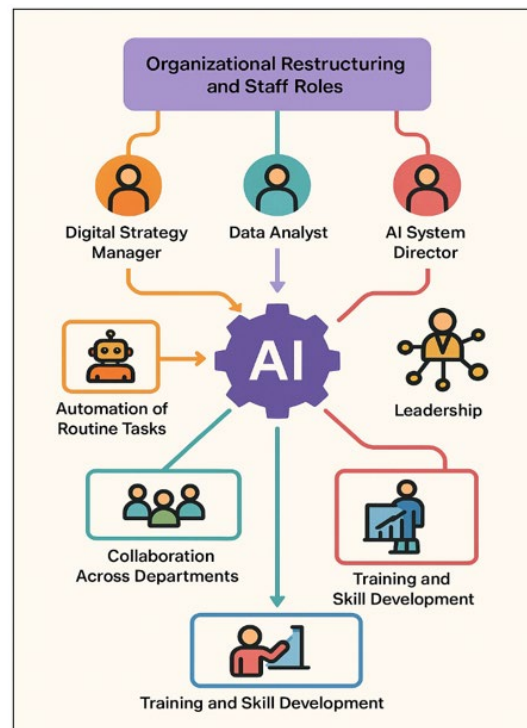 Organizational Restructuring
and Staff Roles
Digital Strategy
Manager
Data Analyst
AI System
Director
AI
Automation of
Routine Tasks
Leadership
Collaboration
Across Departments
Training and
Skill Development
Training and Skill Development